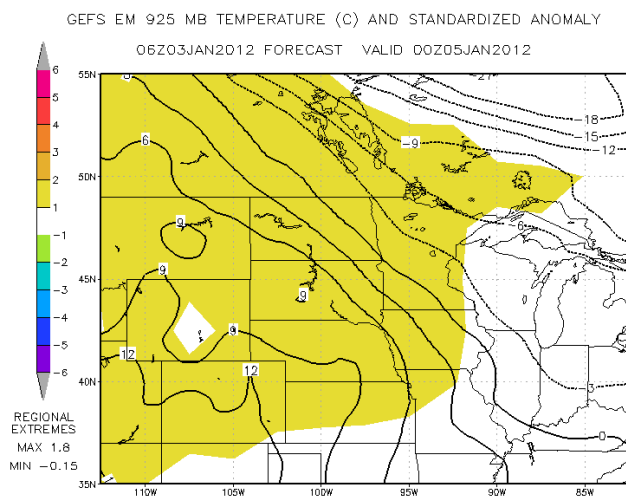 GEFS EM 925 MB TEMPERATURE (C) AND STANDARDIZED ANOMALY
06Z03JAN2012 FORECAST VALID 00Z05JAN2012
6
5
4
3
2
1
-1
-2
-3
-4
-5
-6
REGIONAL
EXTREMES
MAX 1.8
MIN -0.15
55N
50N
45N
40N
35N
110W
105W
100W
95W
90W
85W
-18
-15
-12
-9
6
-6
9
9
9
9
12
12
-3
0